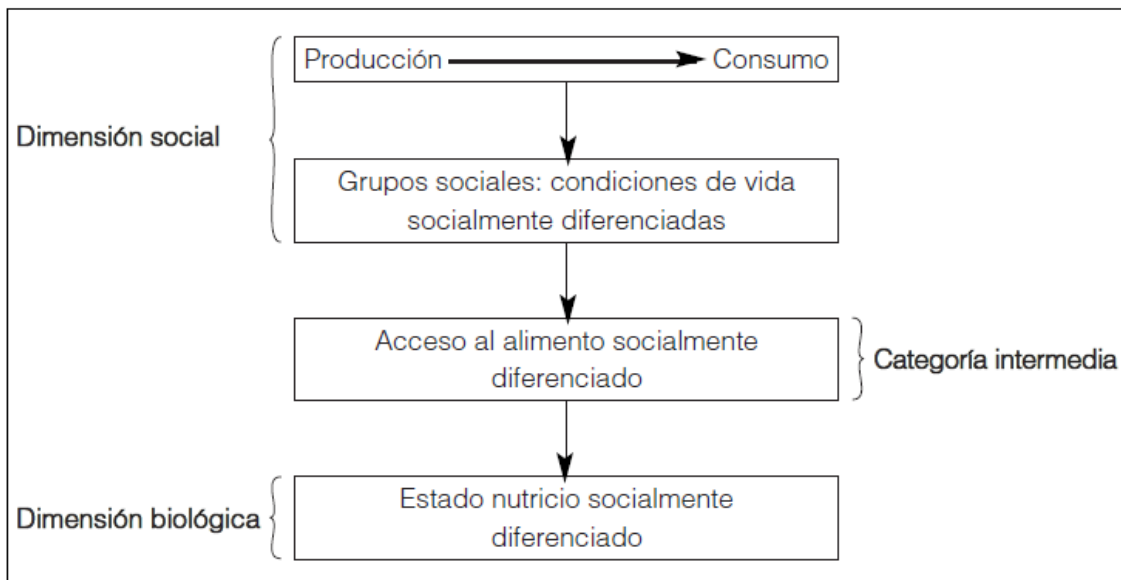 Producción Consumo
Dimensión social
Grupos sociales: condiciones de vida
socialmente diferenciadas
Acceso al alimento socialmente
diferenciado
Categoría intermedia
Estado nutricio socialmente
diferenciado
Dimensión biológica